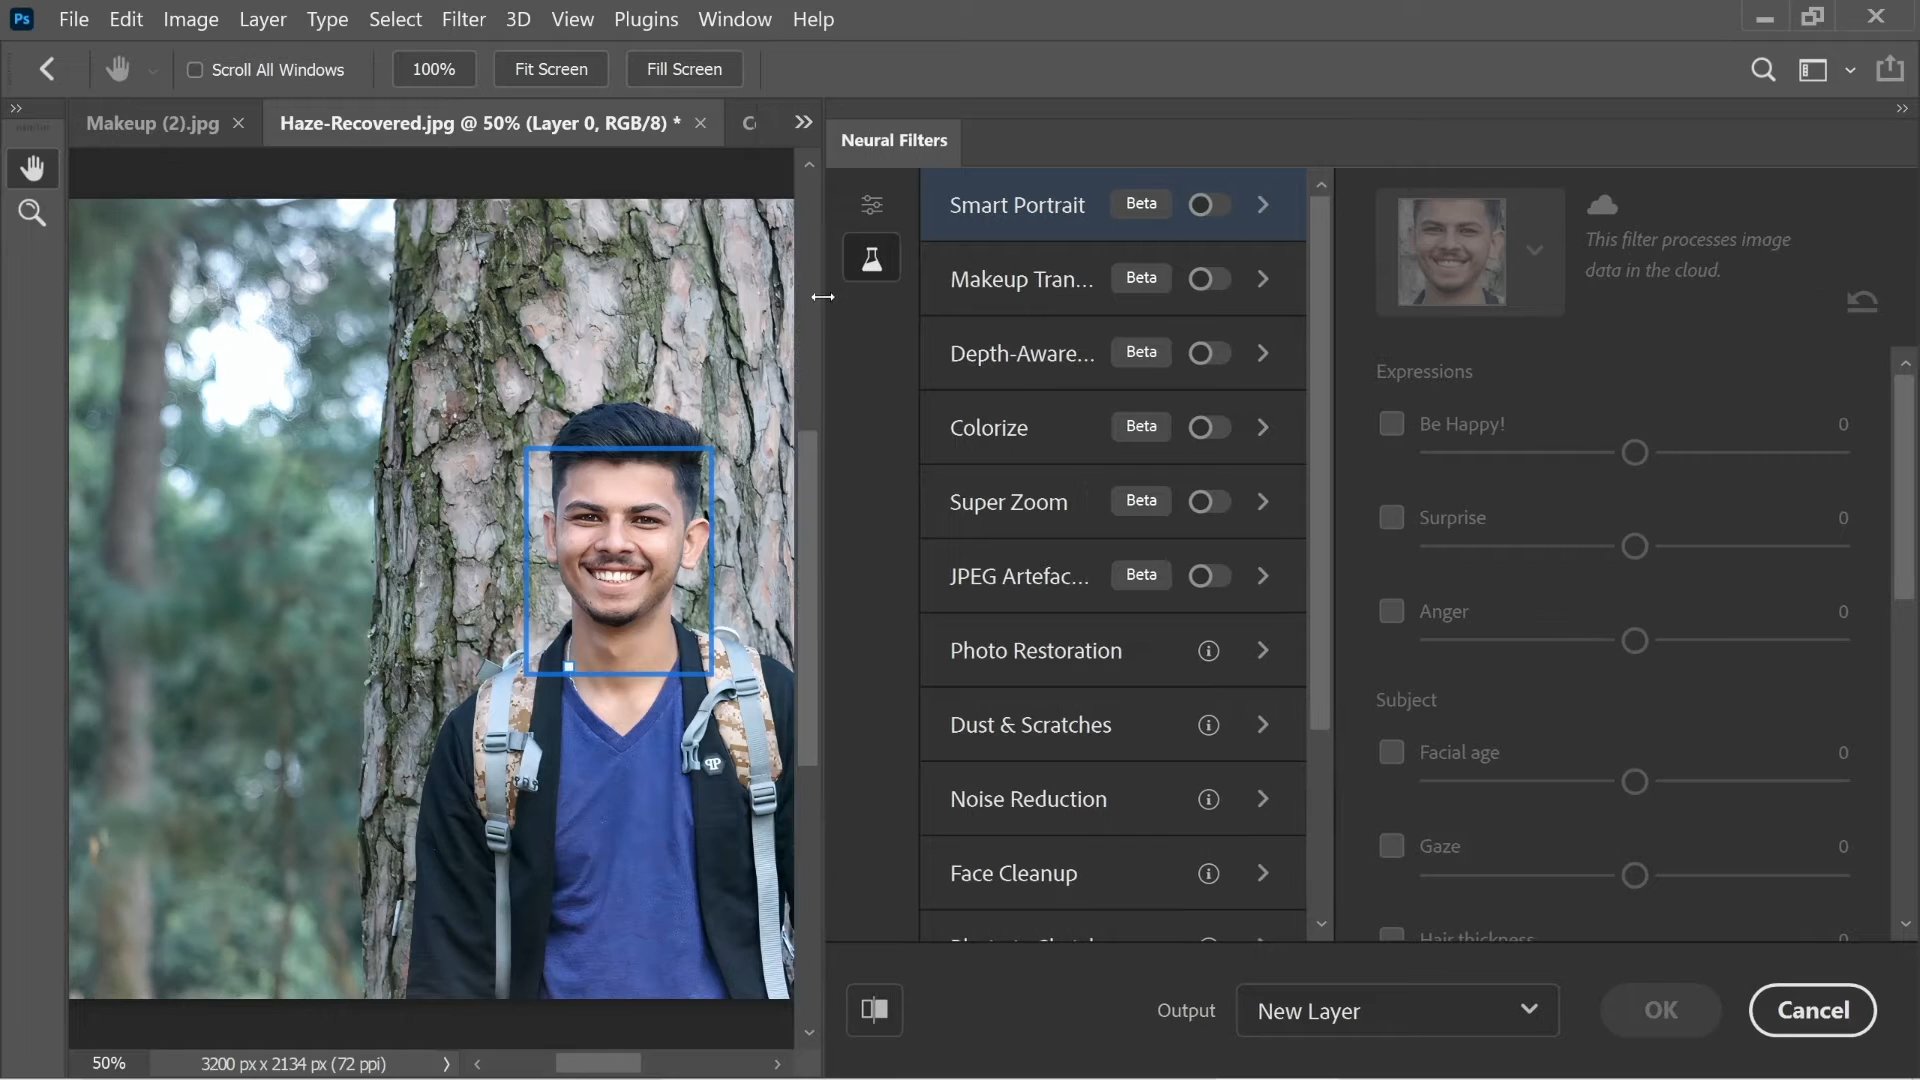 Ps File Edit Image Layer Select Filter 3D View Plugins Window Help
Scroll All Windows 100% Fit Screen Fill Screen
Makeup (2).jpg Haze-Recovered.jpg @ 50% (Layer 0, RGB/8) *
Neural Filters
Smart Portrait Beta
Makeup Tran... Beta
Depth-Aware... Beta
Colorize Beta
Super Zoom Beta
JPEG Artefac... Beta
Photo Restoration
Dust & Scratches
Noise Reduction
Face Cleanup
This filter processes image
data in the cloud.
Expressions
Be Happy! 0
Surprise 0
Anger 0
Subject
Facial age 0
Gaze 0
Hair thickness 0
Output New Layer OK Cancel
50% 3200 px x 2134 px (72 ppi)